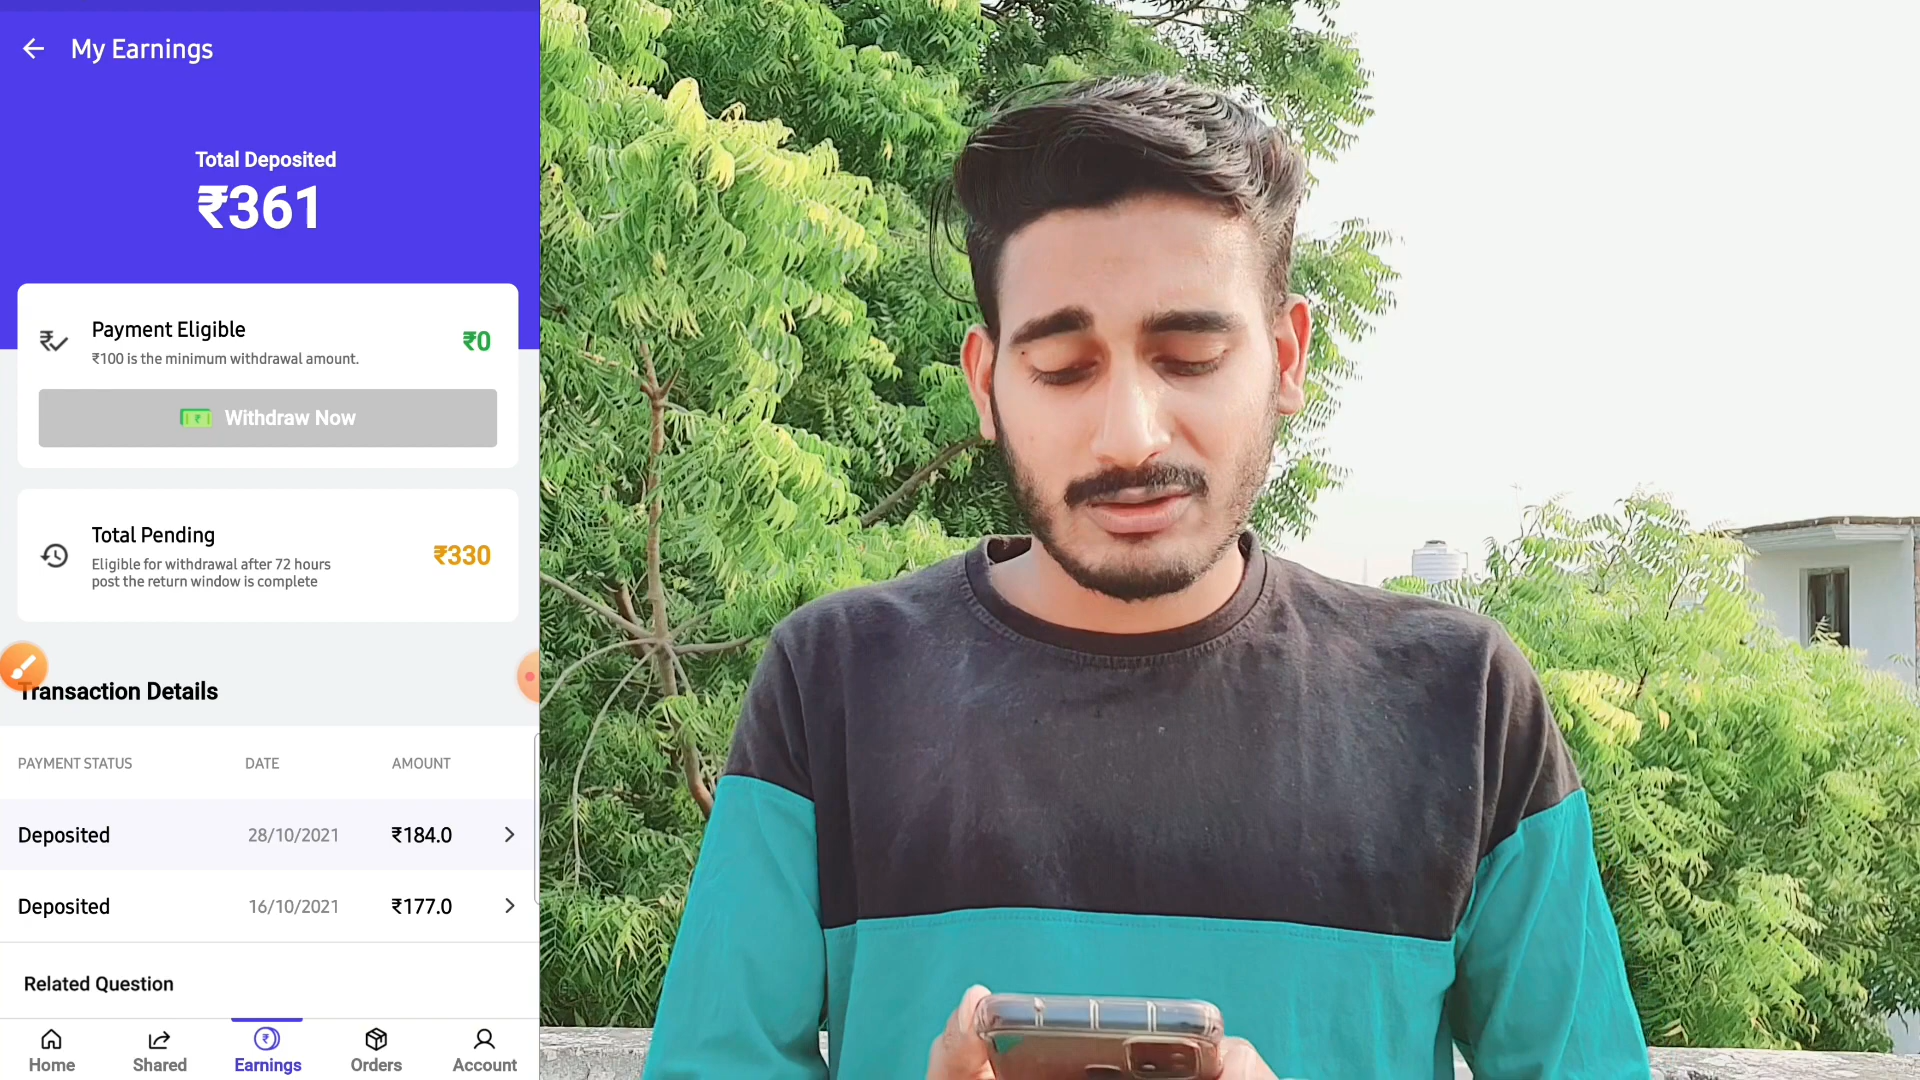 My Earnings
Total Deposited
₹361
Payment Eligible
₹0
₹100 is the minimum withdrawal amount.
Withdraw Now
Total Pending
₹330
Eligible for withdrawal after 72 hours
post the return window is complete
Transaction Details
PAYMENT STATUS DATE AMOUNT
Deposited 28/10/2021 ₹184.0
Deposited 16/10/2021 ₹177.0
Related Question
Home Shared Earnings Orders Account